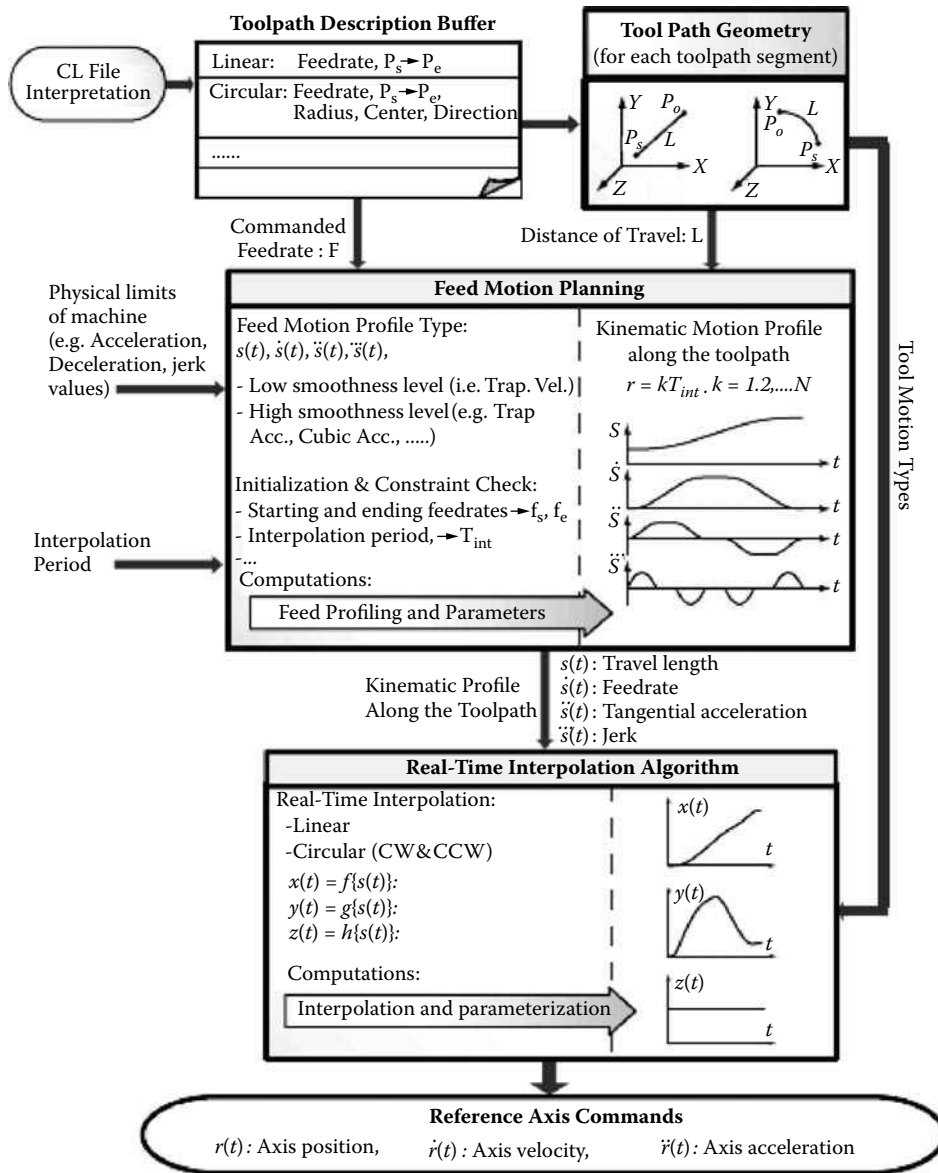 Toolpath Description Buffer
CL File
Interpretation
Linear: Feedrate, Pₛ→Pₑ
Circular: Feedrate, Pₛ→Pₑ,
Radius, Center, Direction
......
Tool Path Geometry
(for each toolpath segment)
Y
Pₒ
Pₛ
L
X
Z
Y
Pₒ
L
Pₛ
X
Z
Commanded
Feedrate : F
Distance of Travel: L
Tool Motion Types
Physical limits
of machine
(e.g. Acceleration,
Deceleration, jerk
values)
Interpolation
Period
Feed Motion Planning
Feed Motion Profile Type:
s(t), ṡ(t), s̈(t), s⃛(t),
- Low smoothness level (i.e. Trap. Vel.)
- High smoothness level (e.g. Trap
Acc., Cubic Acc., .....)
Initialization & Constraint Check:
- Starting and ending feedrates→fₛ, fₑ
- Interpolation period, →T_int
-...
Computations:
Feed Profiling and Parameters
Kinematic Motion Profile
along the toolpath
r = kT_int . k = 1.2,....N
S
t
Ṡ
t
S̈
t
S⃛
t
Kinematic Profile
Along the Toolpath
s(t) : Travel length
ṡ(t) : Feedrate
s̈(t) : Tangential acceleration
s⃛(t) : Jerk
Real-Time Interpolation Algorithm
Real-Time Interpolation:
-Linear
-Circular (CW&CCW)
x(t) = f{s(t)}:
y(t) = g{s(t)}:
z(t) = h{s(t)}:
Computations:
Interpolation and parameterization
x(t)
t
y(t)
t
z(t)
t
Reference Axis Commands
r(t) : Axis position, ṙ(t) : Axis velocity, r̈(t) : Axis acceleration